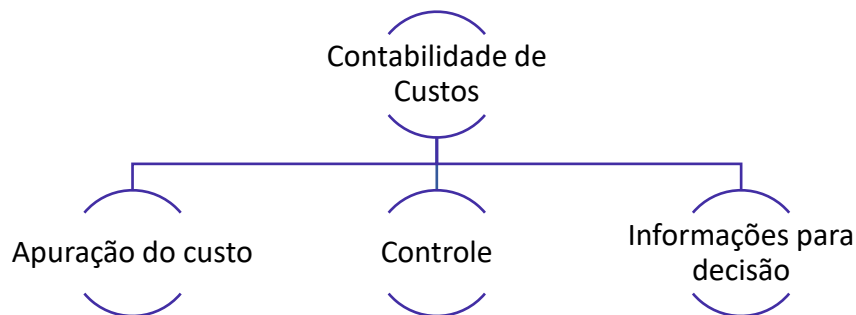 Contabilidade de
Custos
Apuração do custo
Controle
Informações para
decisão